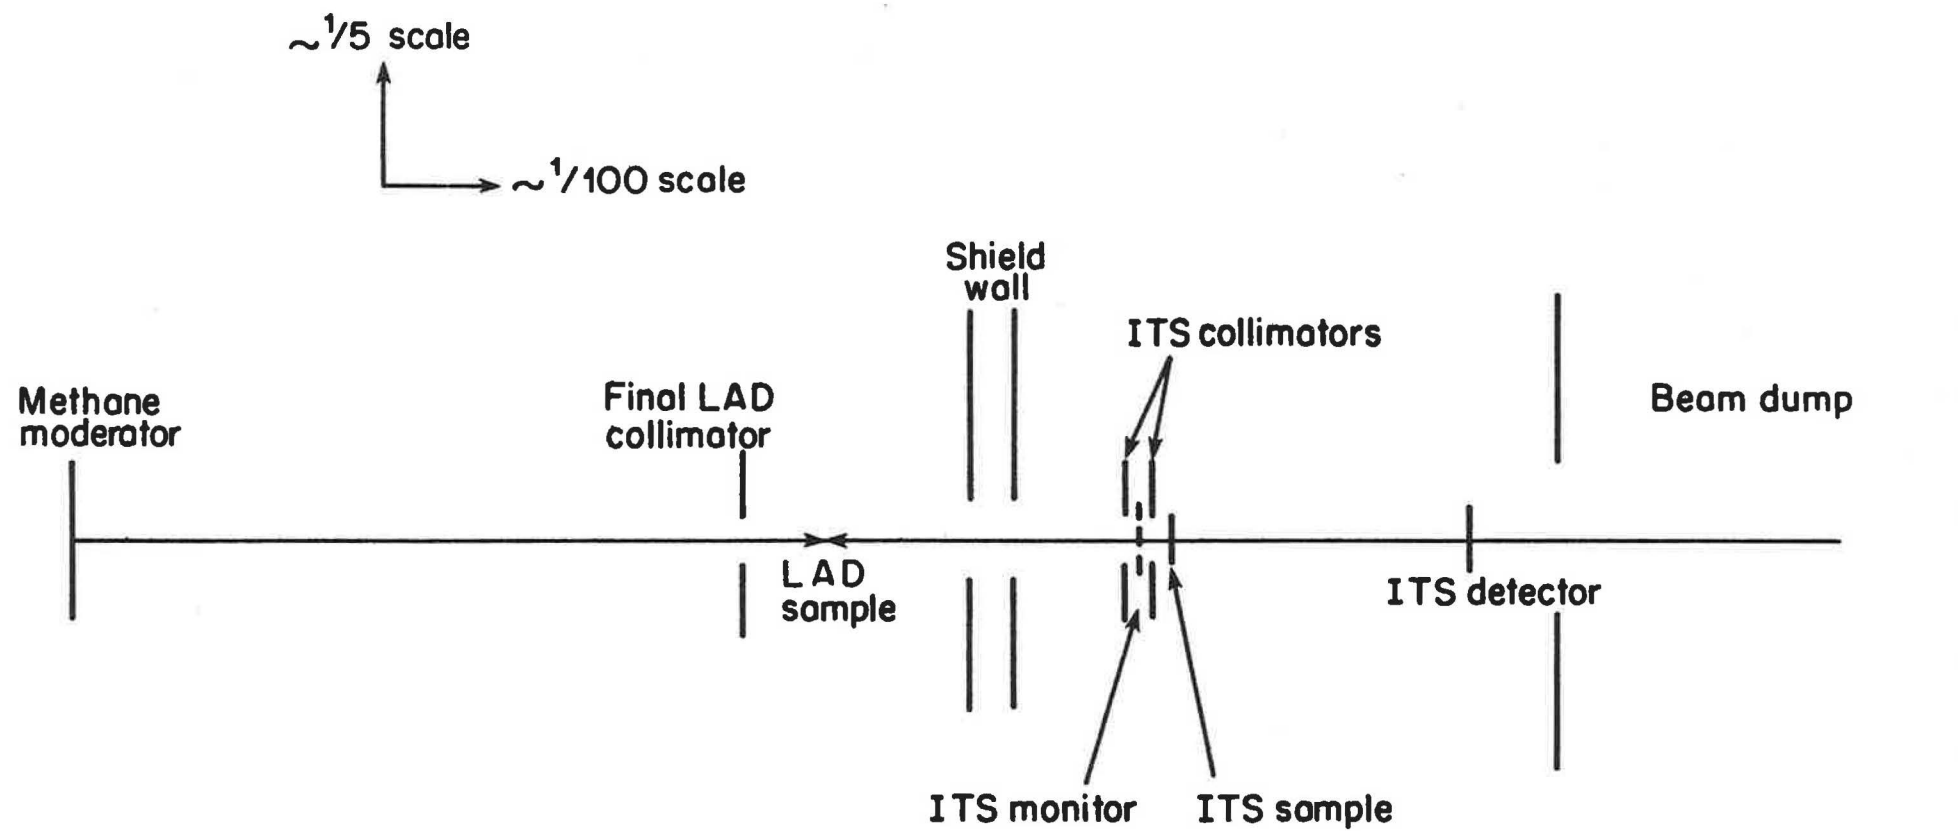 ~1/5 scale
~1/100 scale
Shield
wall
ITS collimators
Methane
moderator
Final LAD
collimator
Beam dump
LAD
sample
ITS detector
ITS monitor
ITS sample